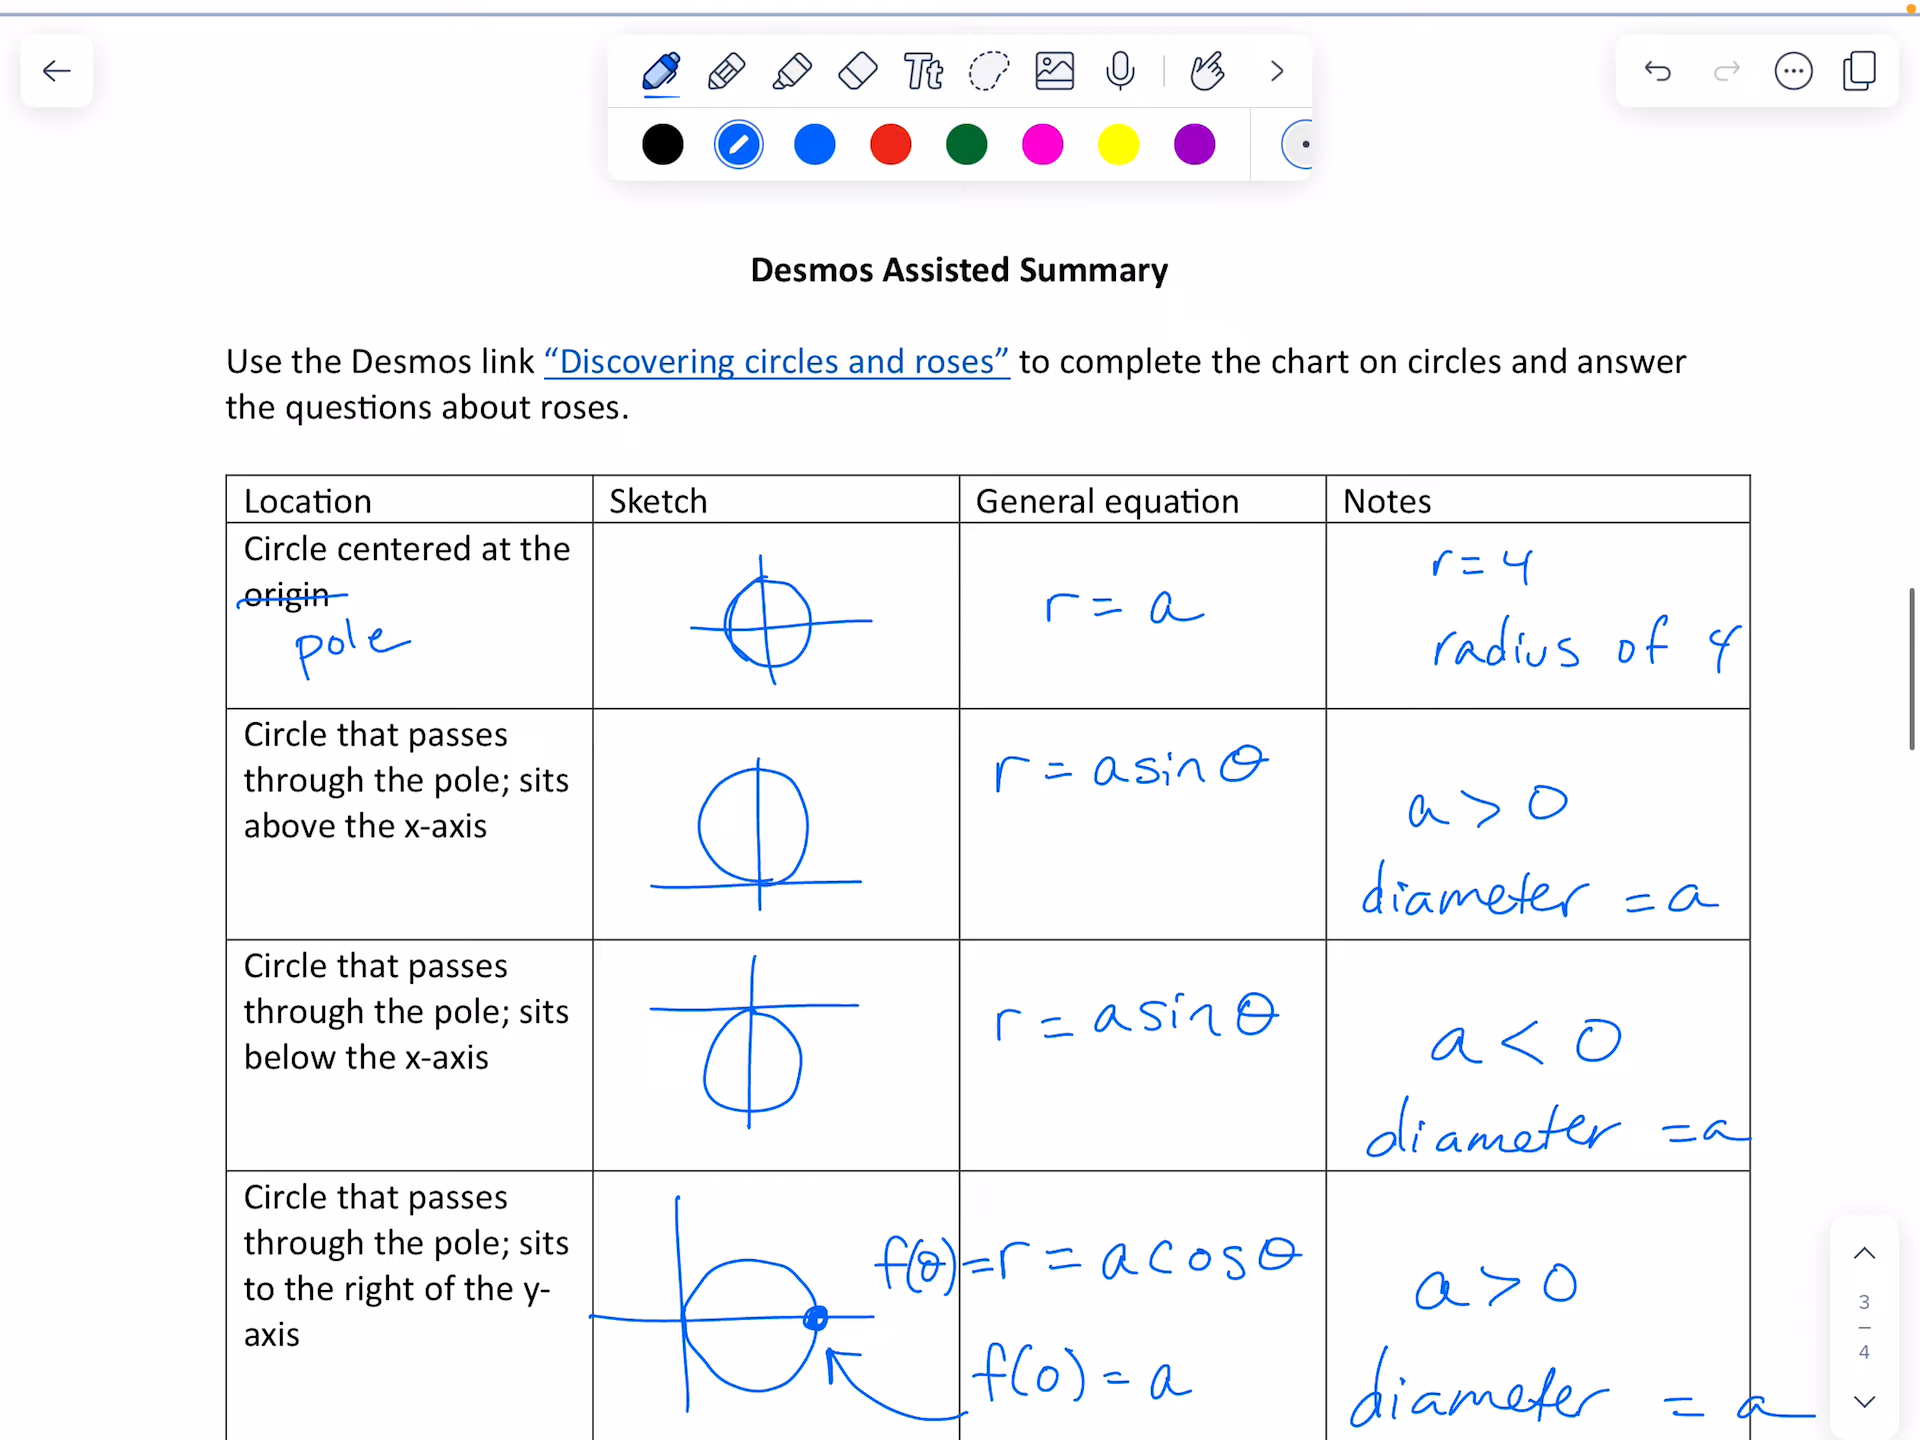 Tt
Desmos Assisted Summary
Use the Desmos link “Discovering circles and roses” to complete the chart on circles and answer
the questions about roses.
Location Sketch General equation Notes
Circle centered at the
origin
pole
r = a
r = 4
radius of 4
Circle that passes
through the pole; sits
above the x-axis
r = a sin θ
a > 0
diameter = a
Circle that passes
through the pole; sits
below the x-axis
r = a sin θ
a < 0
diameter = a
Circle that passes
through the pole; sits
to the right of the y-
axis
f(θ) = r = a cos θ
f(0) = a
a > 0
diameter = a
3
4